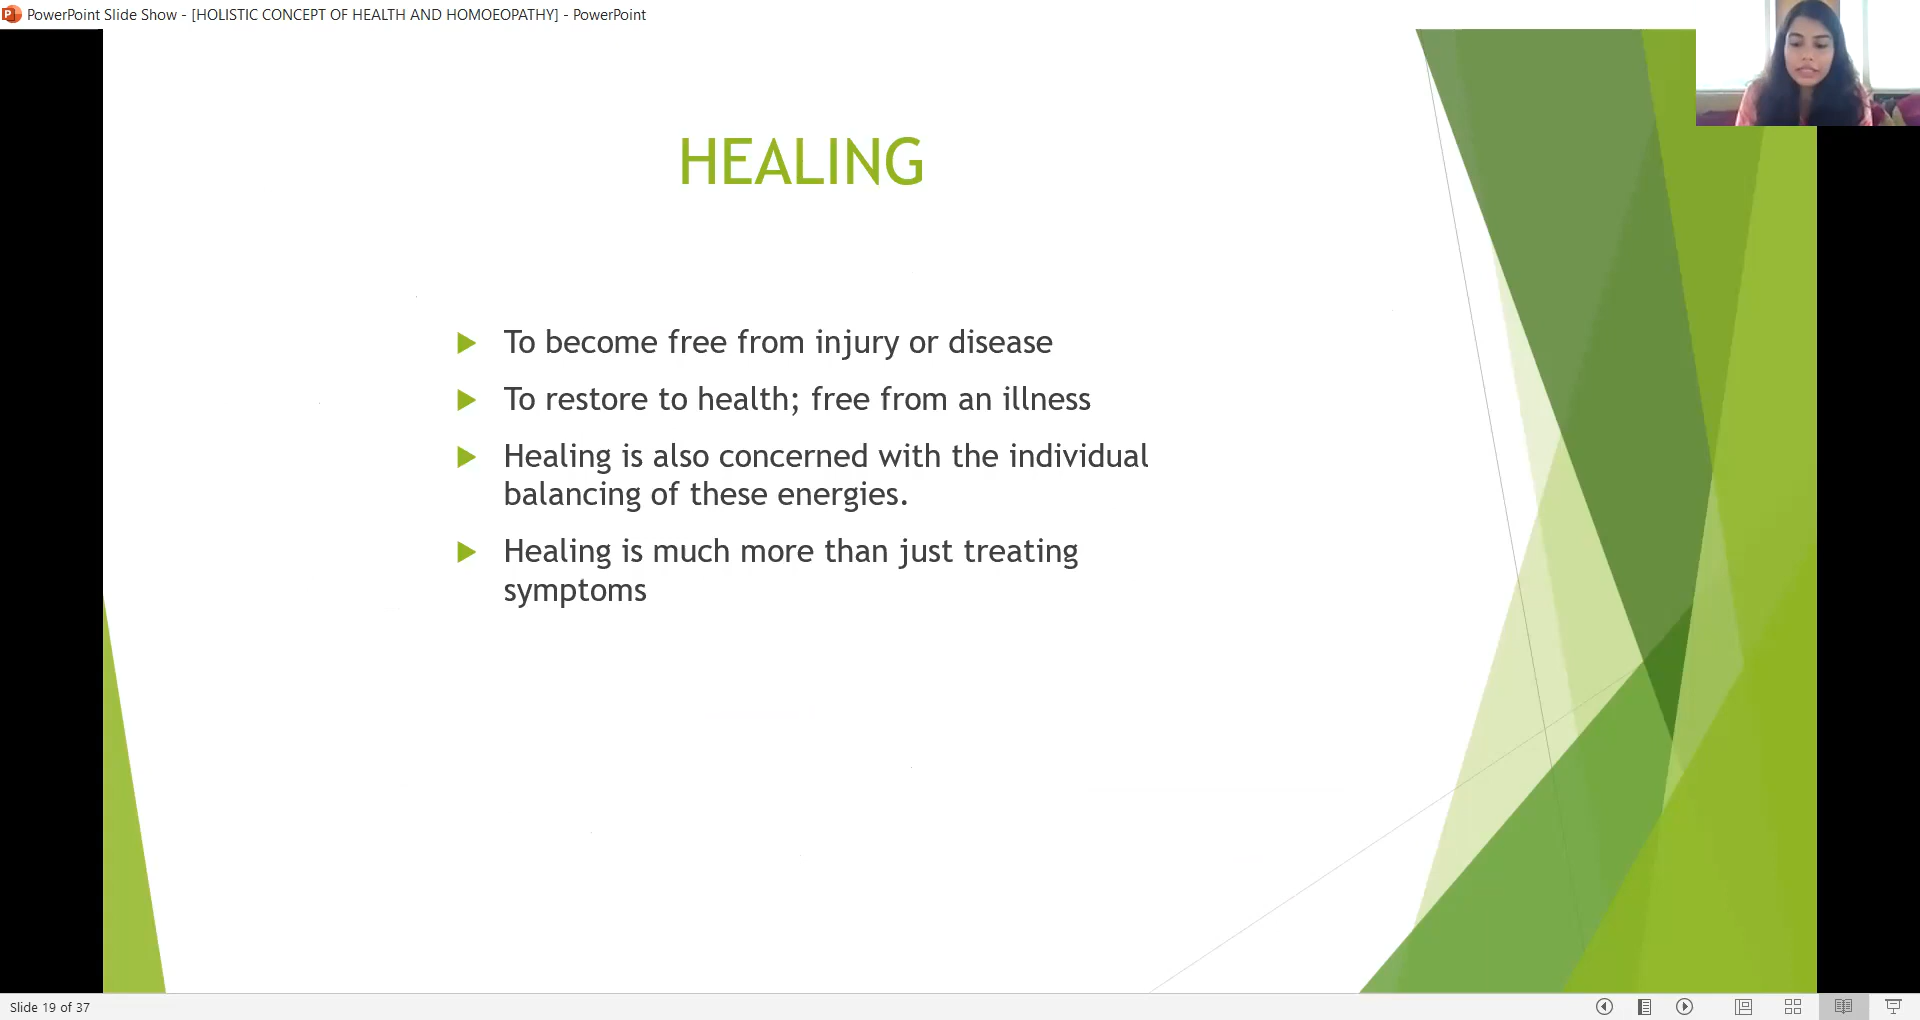 PowerPoint Slide Show - [HOLISTIC CONCEPT OF HEALTH AND HOMOEOPATHY] - PowerPoint
HEALING
To become free from injury or disease
To restore to health; free from an illness
Healing is also concerned with the individual
balancing of these energies.
Healing is much more than just treating
symptoms
Slide 19 of 37